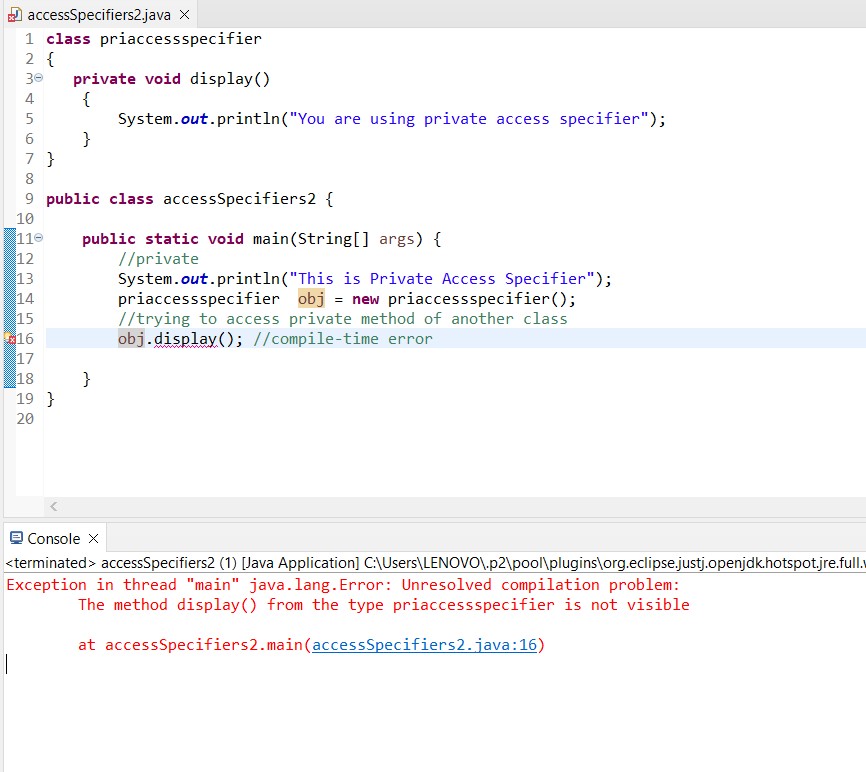 accessSpecifiers2.java
1 class priaccessspecifier
2 {
3 private void display()
4 {
5 System.out.println("You are using private access specifier");
6 }
7 }
8
9 public class accessSpecifiers2 {
10
11 public static void main(String[] args) {
12 //private
13 System.out.println("This is Private Access Specifier");
14 priaccessspecifier obj = new priaccessspecifier();
15 //trying to access private method of another class
16 obj.display(); //compile-time error
17
18 }
19 }
20
Console
<terminated> accessSpecifiers2 (1) [Java Application] C:\Users\LENOVO\.p2\pool\plugins\org.eclipse.justj.openjdk.hotspot.jre.full.
Exception in thread "main" java.lang.Error: Unresolved compilation problem:
The method display() from the type priaccessspecifier is not visible
at accessSpecifiers2.main(accessSpecifiers2.java:16)